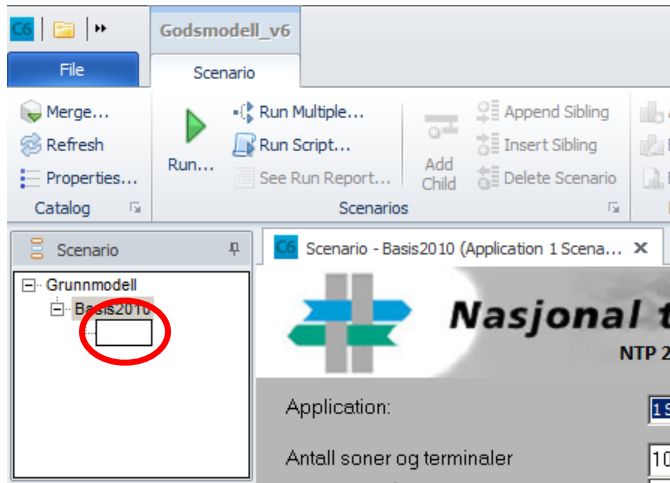 C6
Godsmodell_v6
File
Scenario
Merge...
Refresh
Properties...
Catalog
Run...
Run Multiple...
Run Script...
See Run Report...
Scenarios
Add
Child
Append Sibling
Insert Sibling
Delete Scenario
Scenario
Grunnmodell
Basis2010
C6 Scenario - Basis2010 (Application 1 Scena...
Nasjonal t
NTP 2
Application:
1 S
Antall soner og terminaler
10